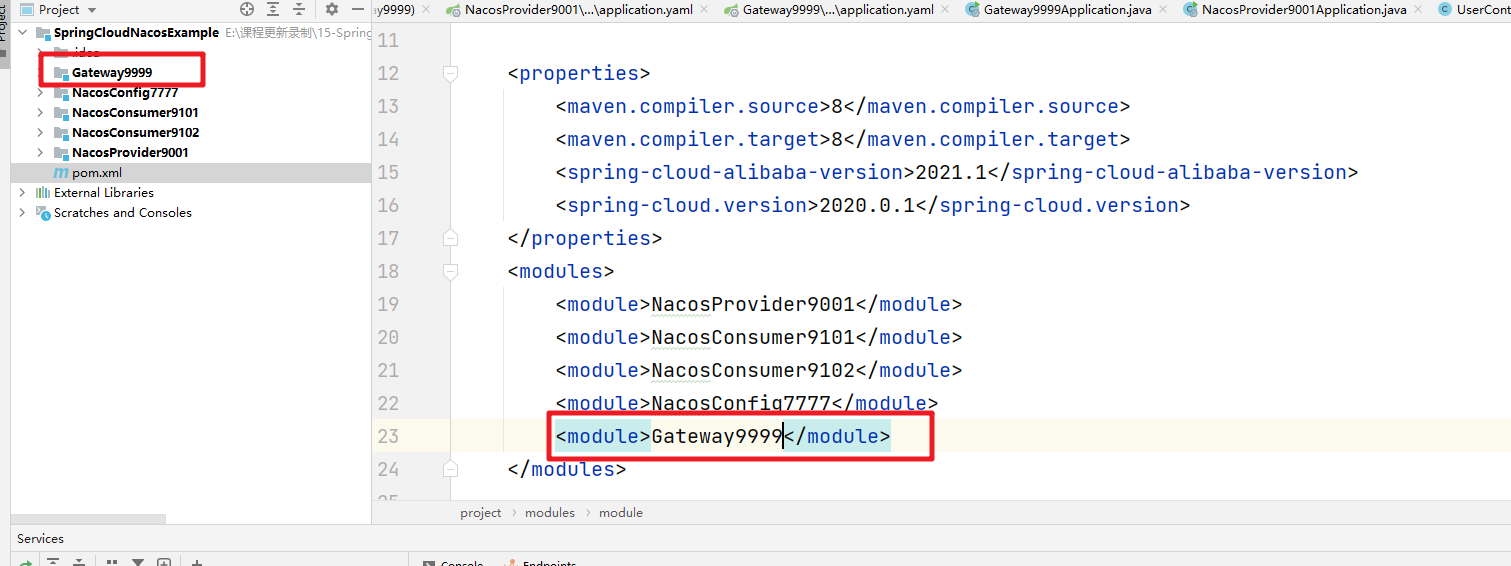 Project
Project
SpringCloudNacosExample E:\课程更新录制\15-Spring
.idea
Gateway9999
NacosConfig7777
NacosConsumer9101
NacosConsumer9102
NacosProvider9001
pom.xml
External Libraries
Scratches and Consoles
y9999) NacosProvider9001\...\application.yaml Gateway9999\...\application.yaml Gateway9999Application.java NacosProvider9001Application.java UserCont
11
12 <properties>
13 <maven.compiler.source>8</maven.compiler.source>
14 <maven.compiler.target>8</maven.compiler.target>
15 <spring-cloud-alibaba-version>2021.1</spring-cloud-alibaba-version>
16 <spring-cloud.version>2020.0.1</spring-cloud.version>
17 </properties>
18 <modules>
19 <module>NacosProvider9001</module>
20 <module>NacosConsumer9101</module>
21 <module>NacosConsumer9102</module>
22 <module>NacosConfig7777</module>
23 <module>Gateway9999</module>
24 </modules>
25
project › modules › module
Services
Console Endpoints